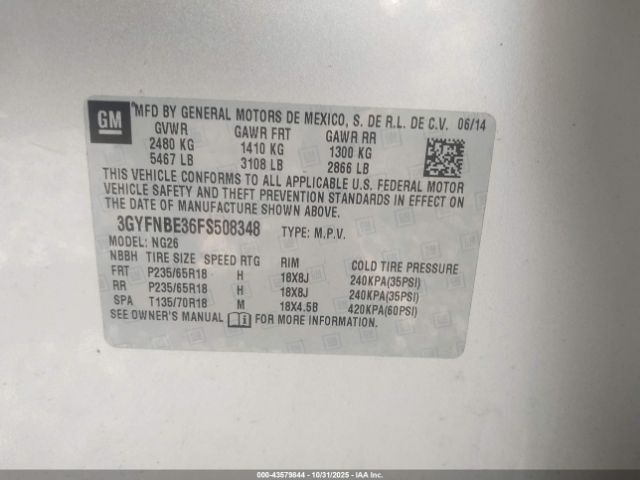 GM
MFD BY GENERAL MOTORS DE MEXICO, S. DE R.L. DE C.V. 06/14
GVWR GAWR FRT GAWR RR
2480 KG 1410 KG 1300 KG
5467 LB 3108 LB 2866 LB
THIS VEHICLE CONFORMS TO ALL APPLICABLE U.S. FEDERAL MOTOR
VEHICLE SAFETY AND THEFT PREVENTION STANDARDS IN EFFECT ON
THE DATE OF MANUFACTURE SHOWN ABOVE.
3GYFNBE36FS508348 TYPE: M.P.V.
MODEL: NG26
NBBH TIRE SIZE SPEED RTG RIM COLD TIRE PRESSURE
FRT P235/65R18 H 18X8J 240KPA(35PSI)
RR P235/65R18 H 18X8J 240KPA(35PSI)
SPA T135/70R18 M 18X4.5B 420KPA(60PSI)
SEE OWNER'S MANUAL FOR MORE INFORMATION.
000-43579844 - 10/31/2025 - Copyright © 2025 IAA. All Rights Reserved.